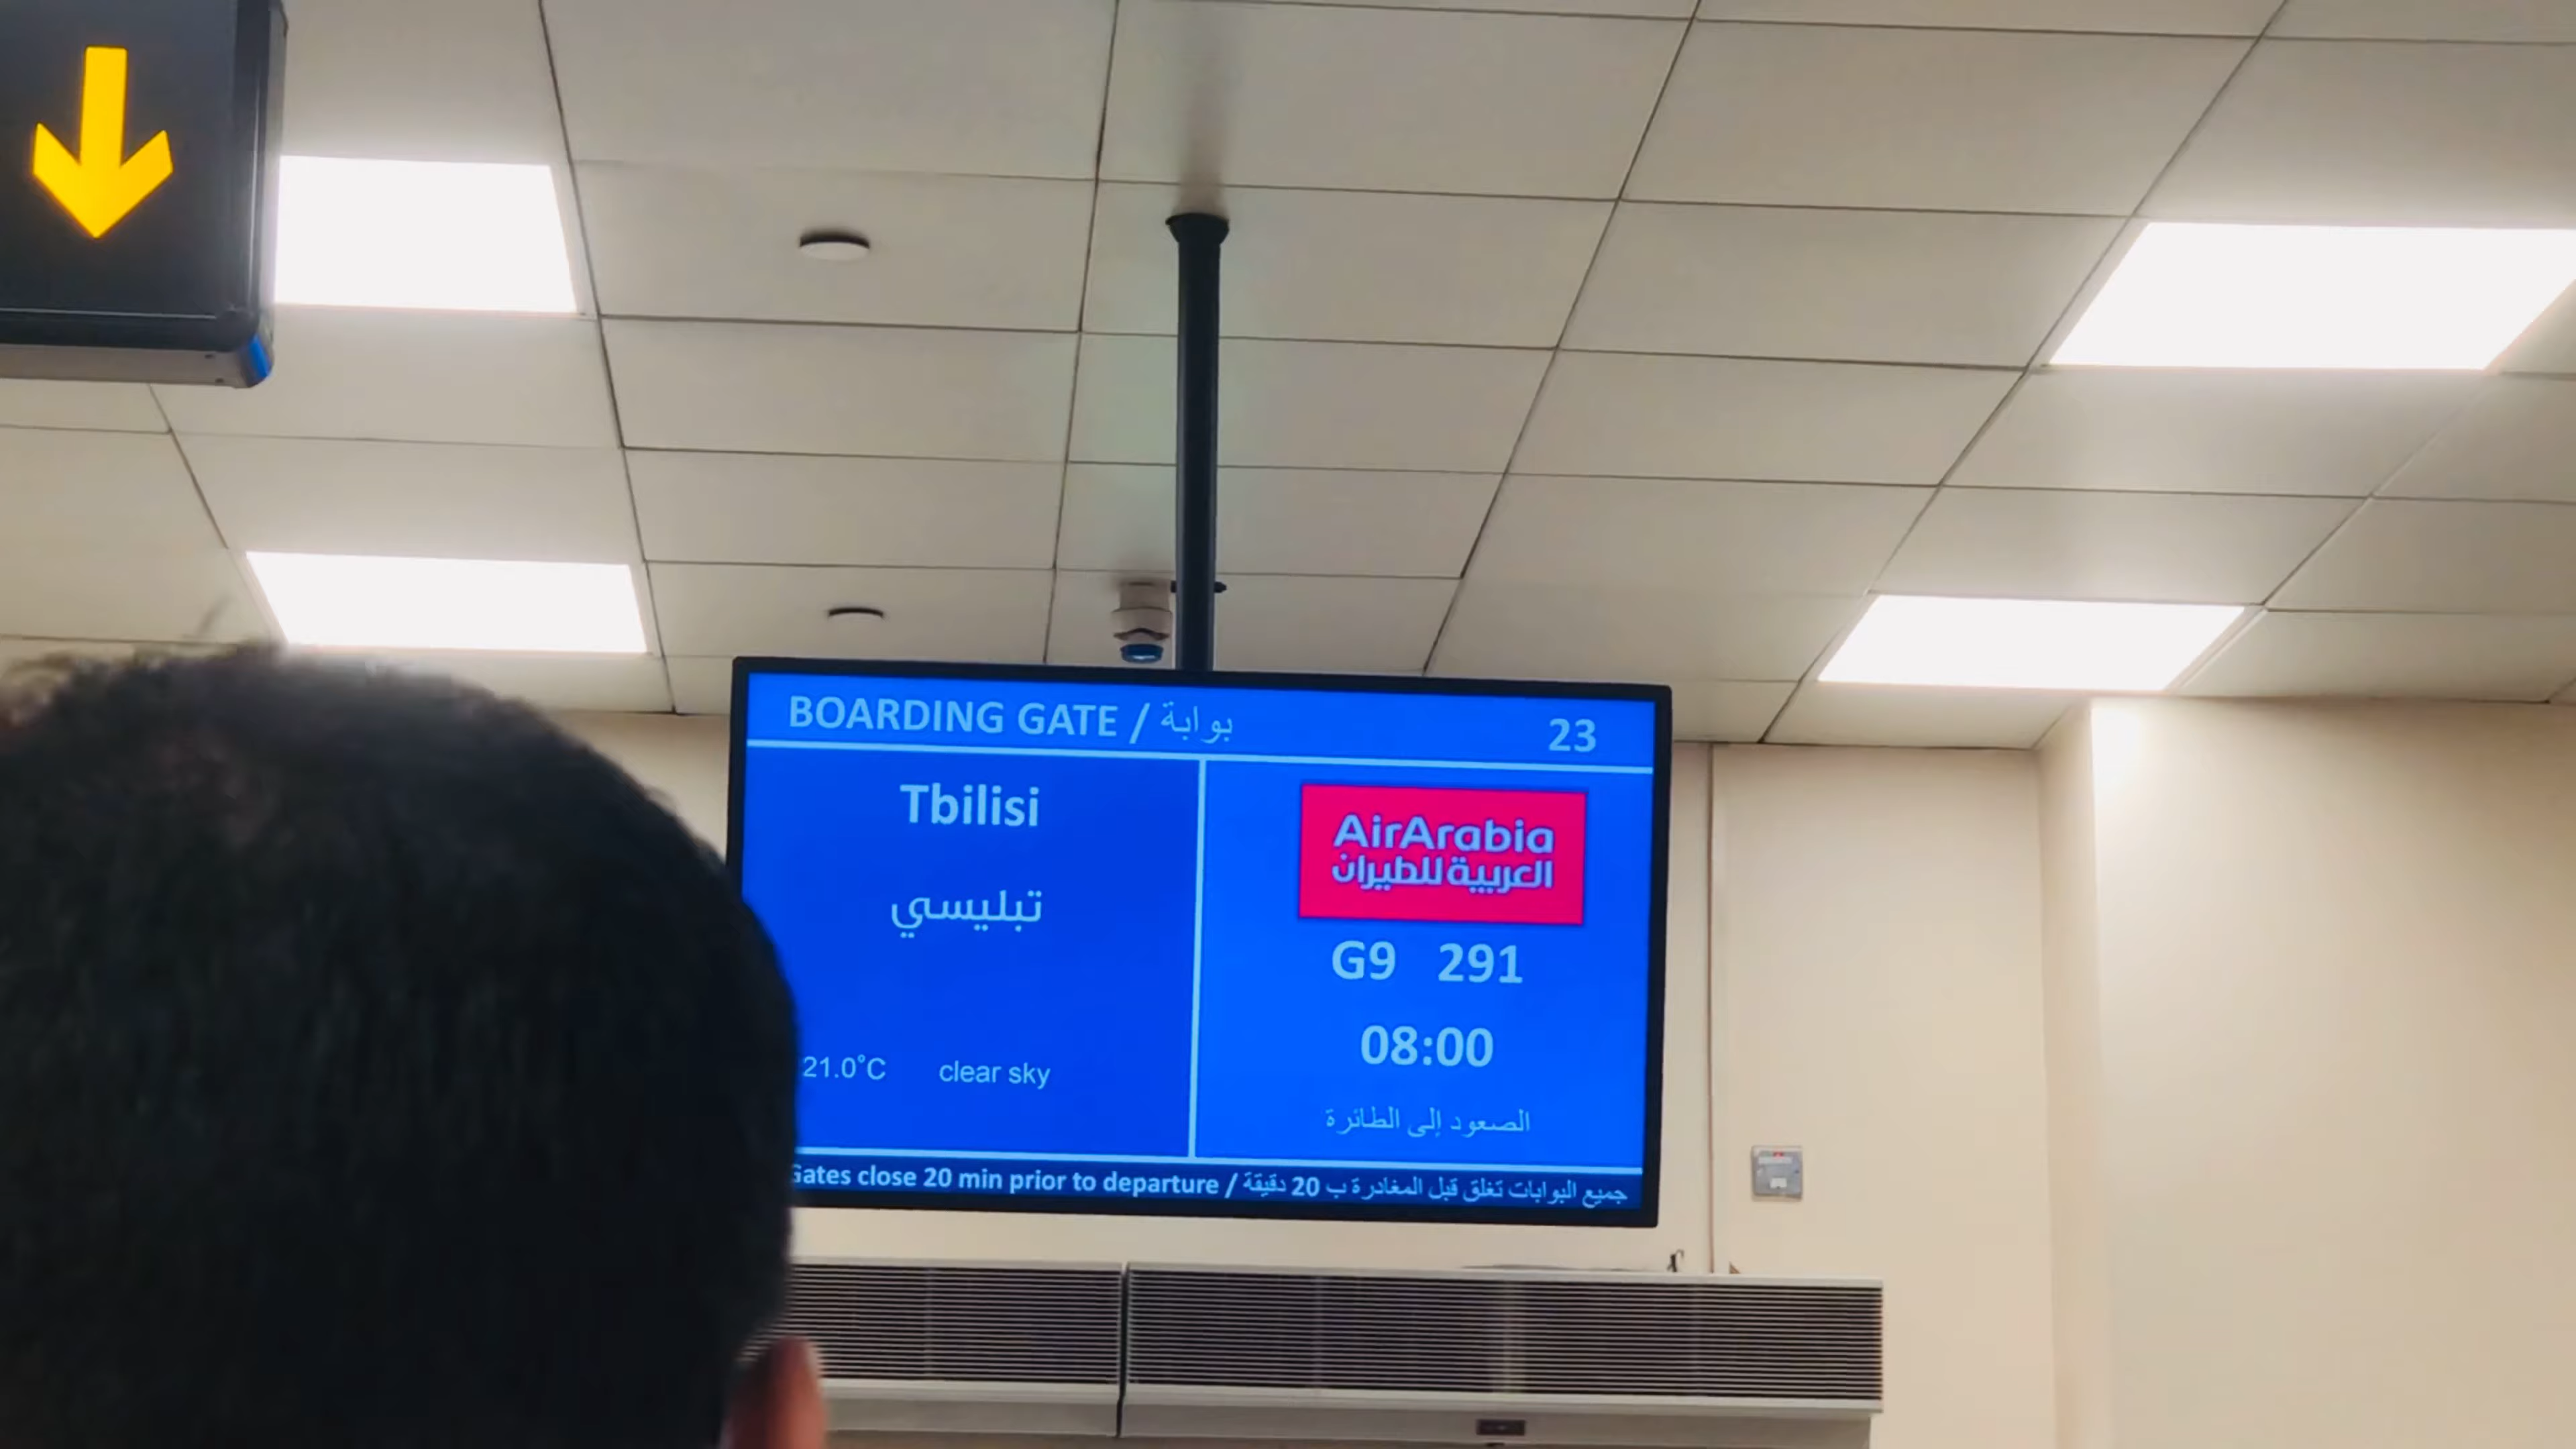 BOARDING GATE / بوابة 23
Tbilisi
تبليسي
21.0°C clear sky
AirArabia
العربية للطيران
G9 291
08:00
الصعود إلى الطائرة
Gates close 20 min prior to departure / جميع البوابات تغلق قبل المغادرة ب 20 دقيقة